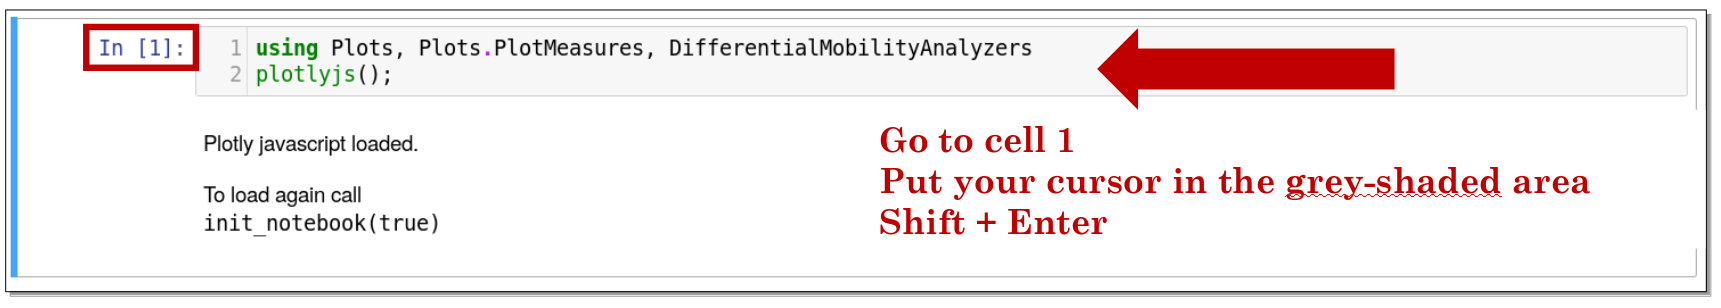 In [1]:
1 using Plots, Plots.PlotMeasures, DifferentialMobilityAnalyzers
2 plotlyjs();
Plotly javascript loaded.
To load again call
init_notebook(true)
Go to cell 1
Put your cursor in the grey-shaded area
Shift + Enter